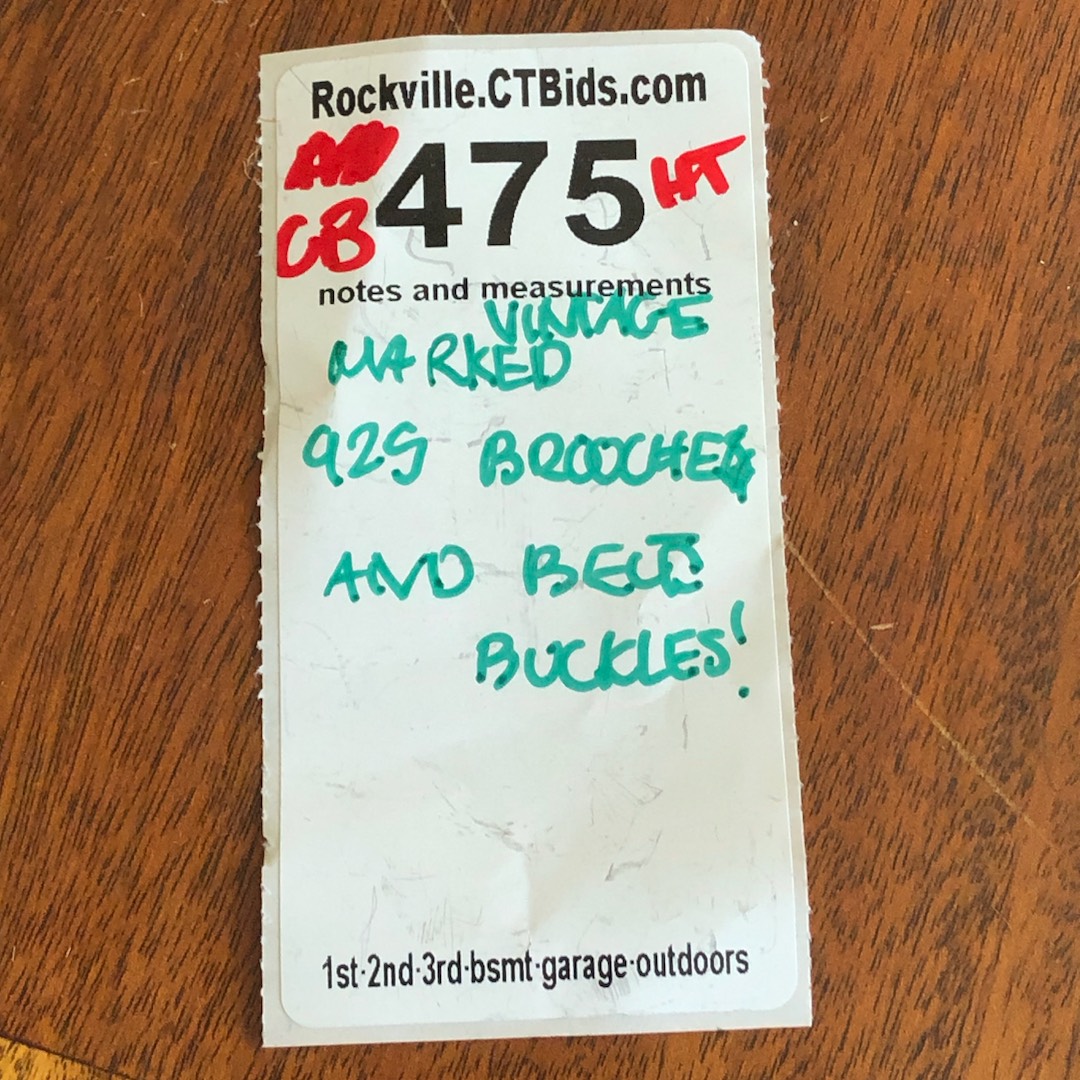 Rockville.CTBids.com
475 HT
CB
notes and measurements
VINTAGE
MARKED
925 BROOCHES
AND BELT
BUCKLES!
1st·2nd·3rd·bsmt·garage·outdoors